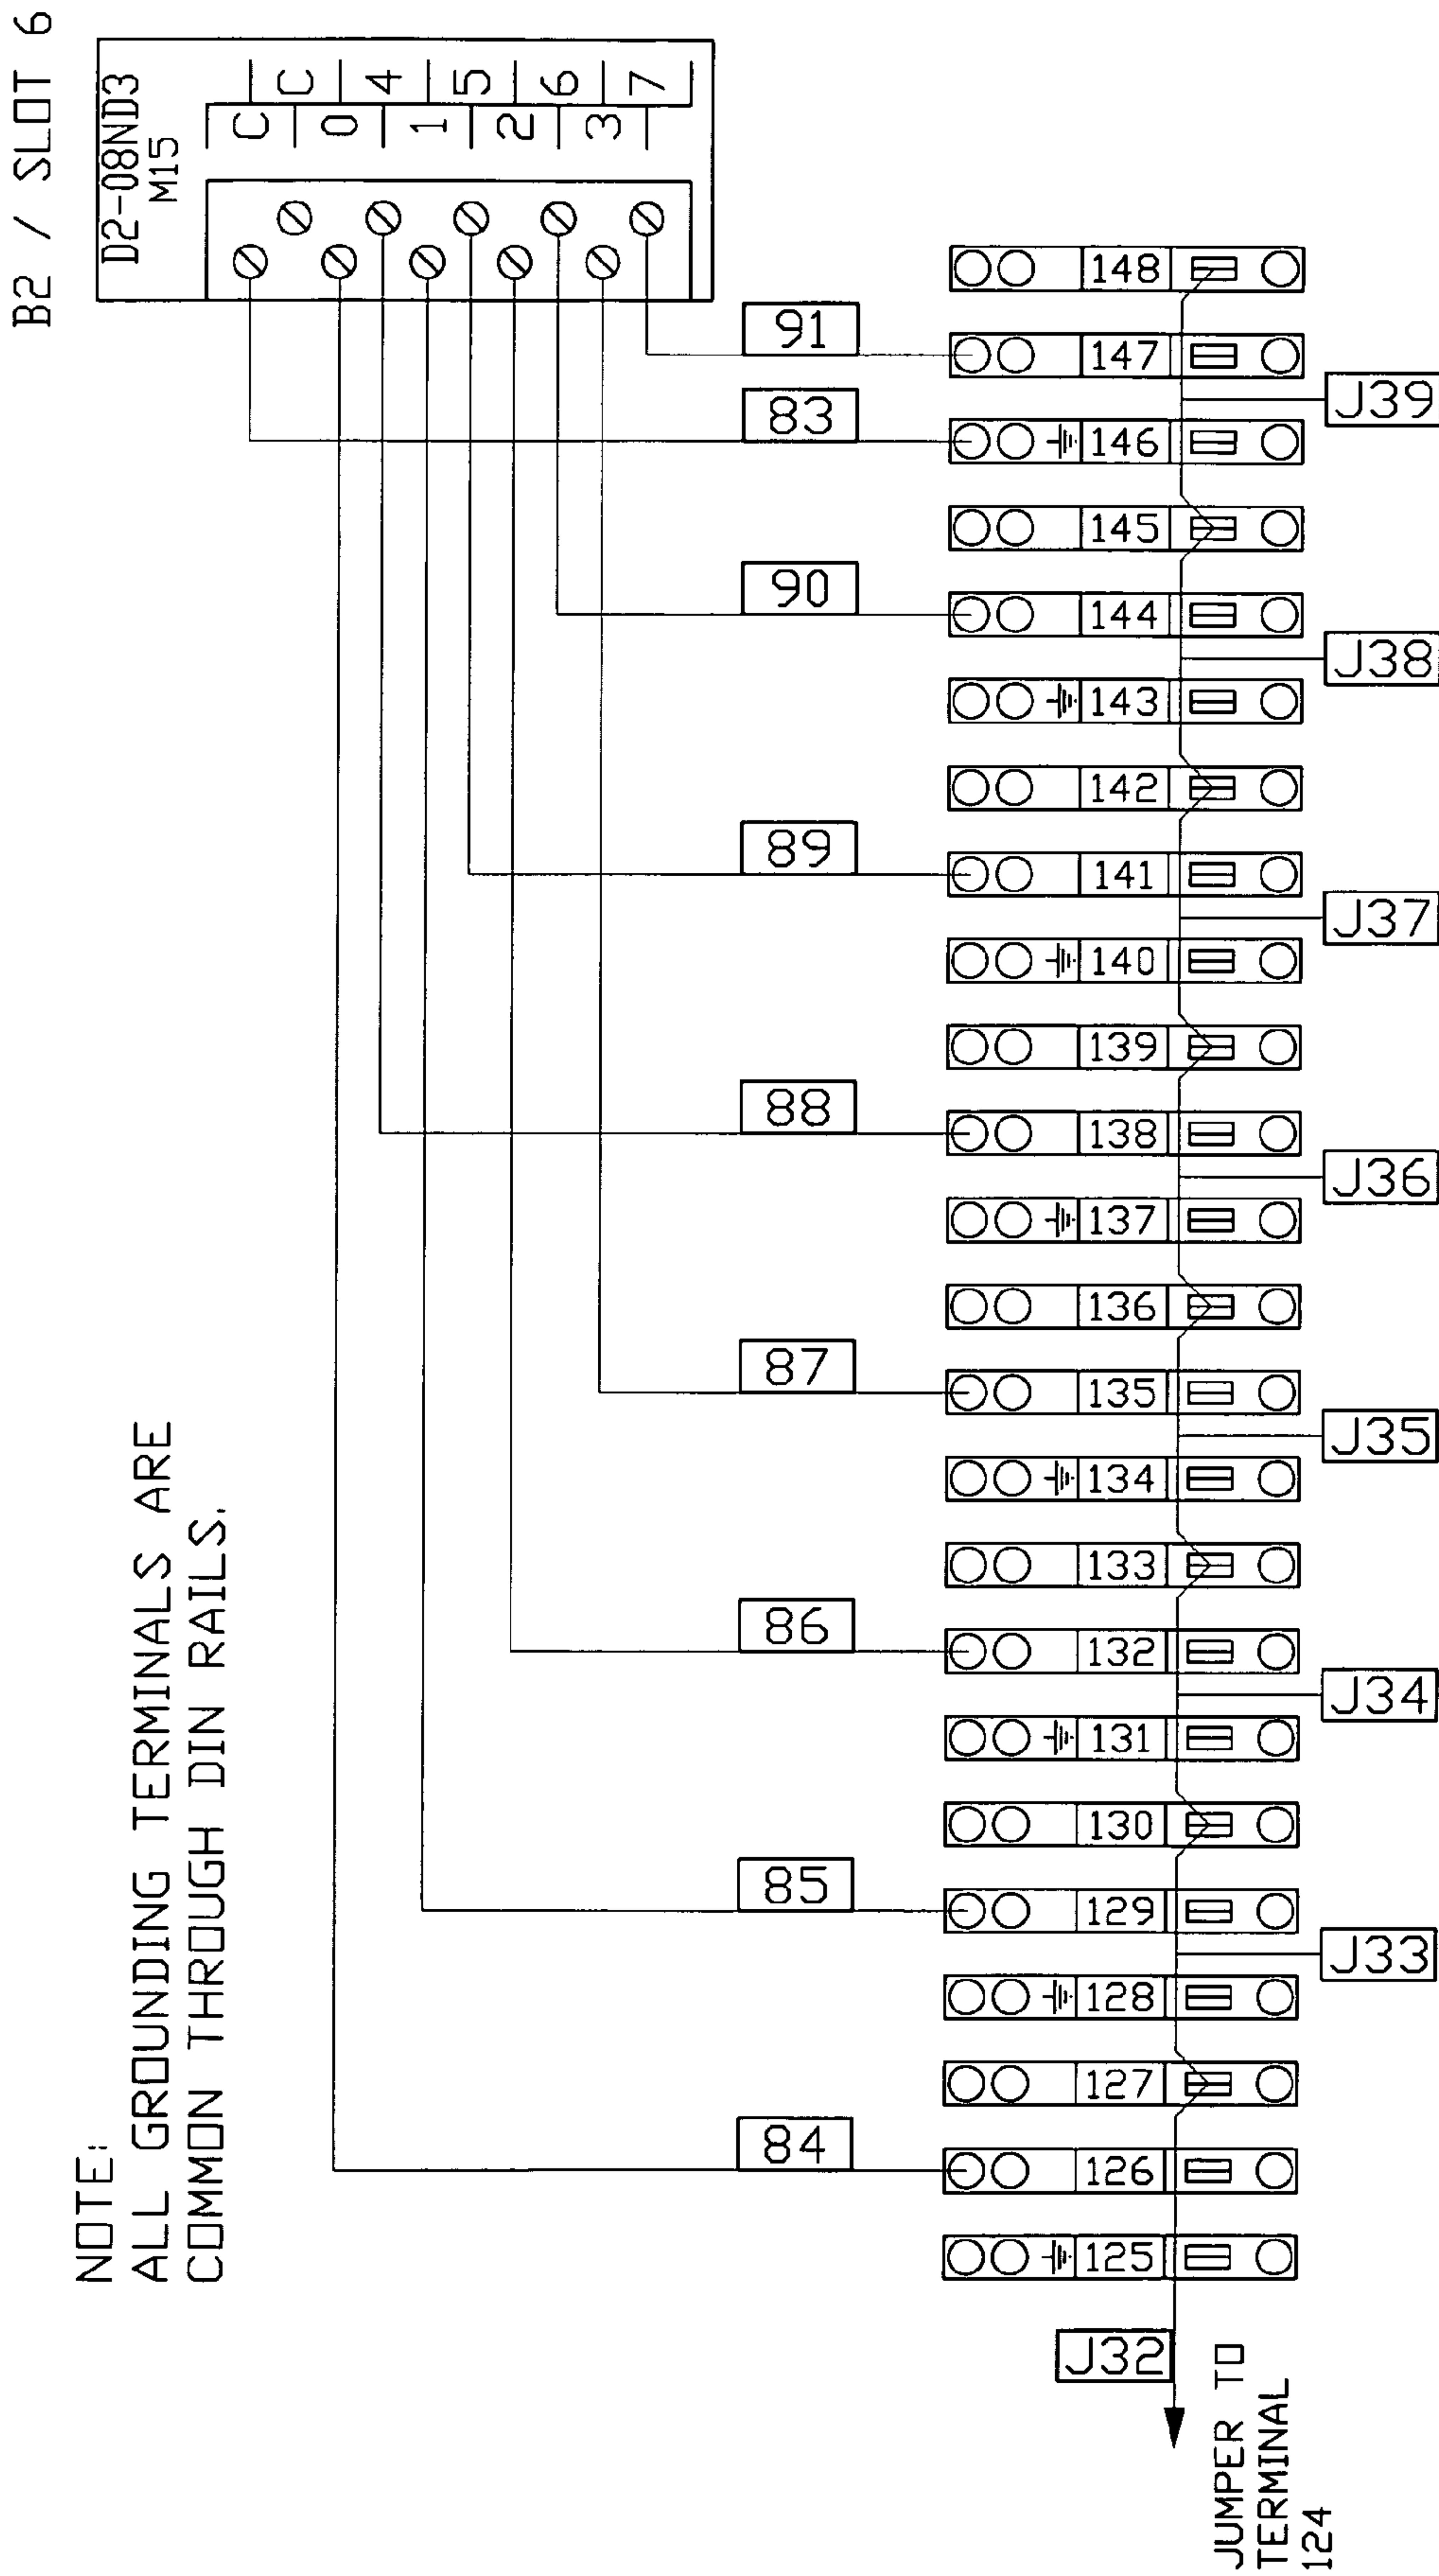 B2 / SLOT 6
D2-08ND3
M15
C
C
0
4
1
5
2
6
3
7
NOTE:
ALL GROUNDING TERMINALS ARE
COMMON THROUGH DIN RAILS.
91
83
90
89
88
87
86
85
84
148
147
146
145
144
143
142
141
140
139
138
137
136
135
134
133
132
131
130
129
128
127
126
125
J39
J38
J37
J36
J35
J34
J33
J32
JUMPER TO
TERMINAL
124